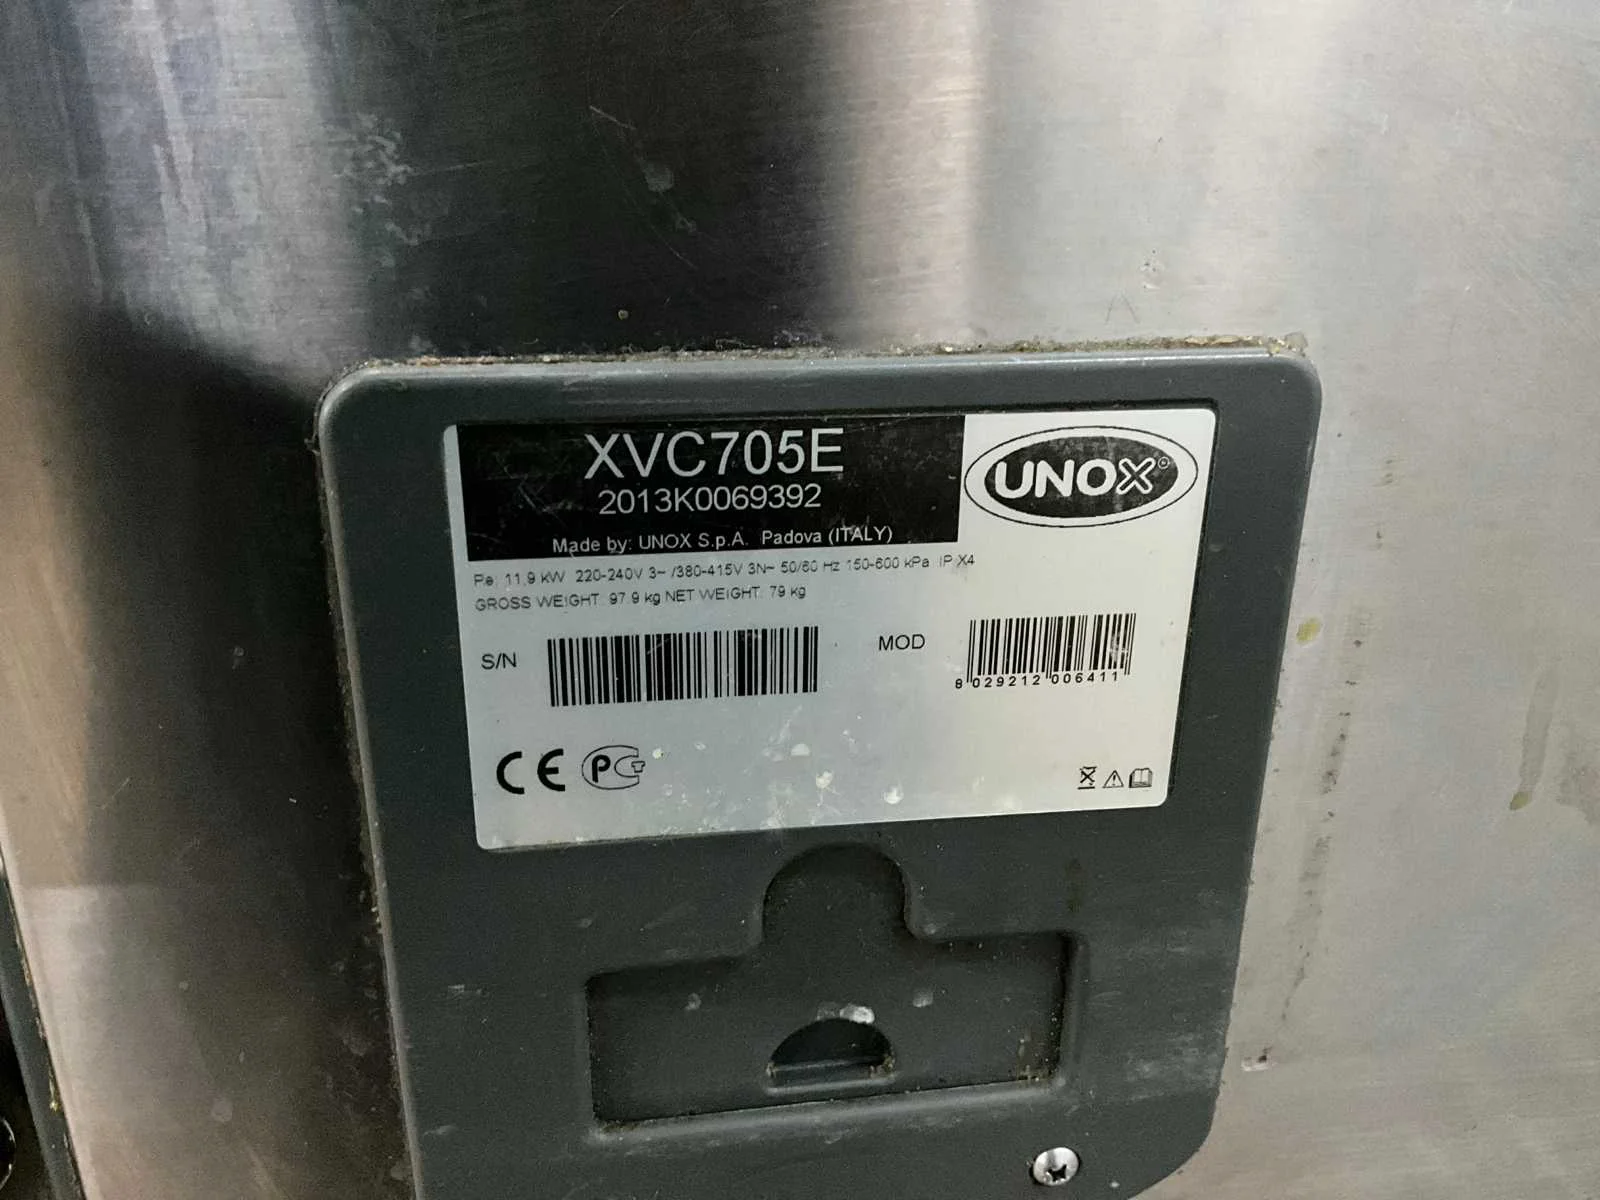 XVC705E
2013K0069392
UNOX
Made by: UNOX S.p.A. Padova (ITALY)
Pe: 11,9 kW 220-240V 3~ /380-415V 3N~ 50/60 Hz 150-600 kPa IP X4
GROSS WEIGHT: 97.9 kg NET WEIGHT: 79 kg
S/N
MOD
8 029212 006411
CE PCT